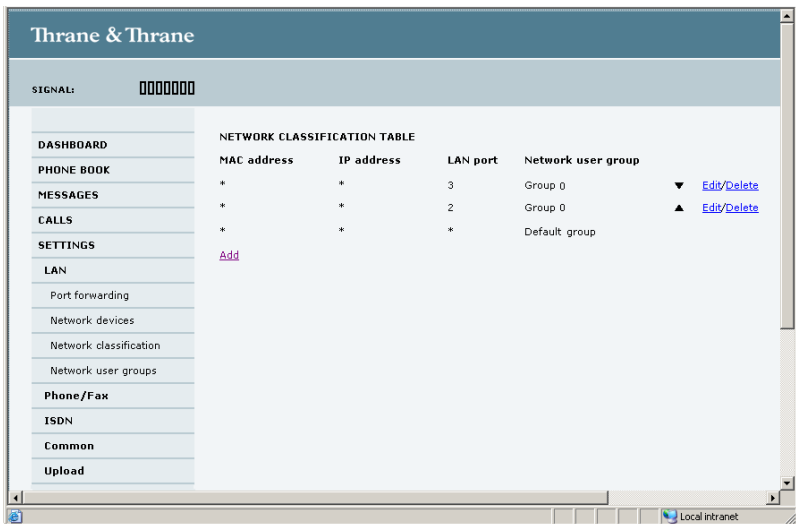 Thrane & Thrane
SIGNAL:
DASHBOARD
PHONE BOOK
MESSAGES
CALLS
SETTINGS
LAN
Port forwarding
Network devices
Network classification
Network user groups
Phone/Fax
ISDN
Common
Upload
NETWORK CLASSIFICATION TABLE
MAC address IP address LAN port Network user group
* * 3 Group 0 ▼ Edit/Delete
* * 2 Group 0 ▲ Edit/Delete
* * * Default group
Add
Local intranet